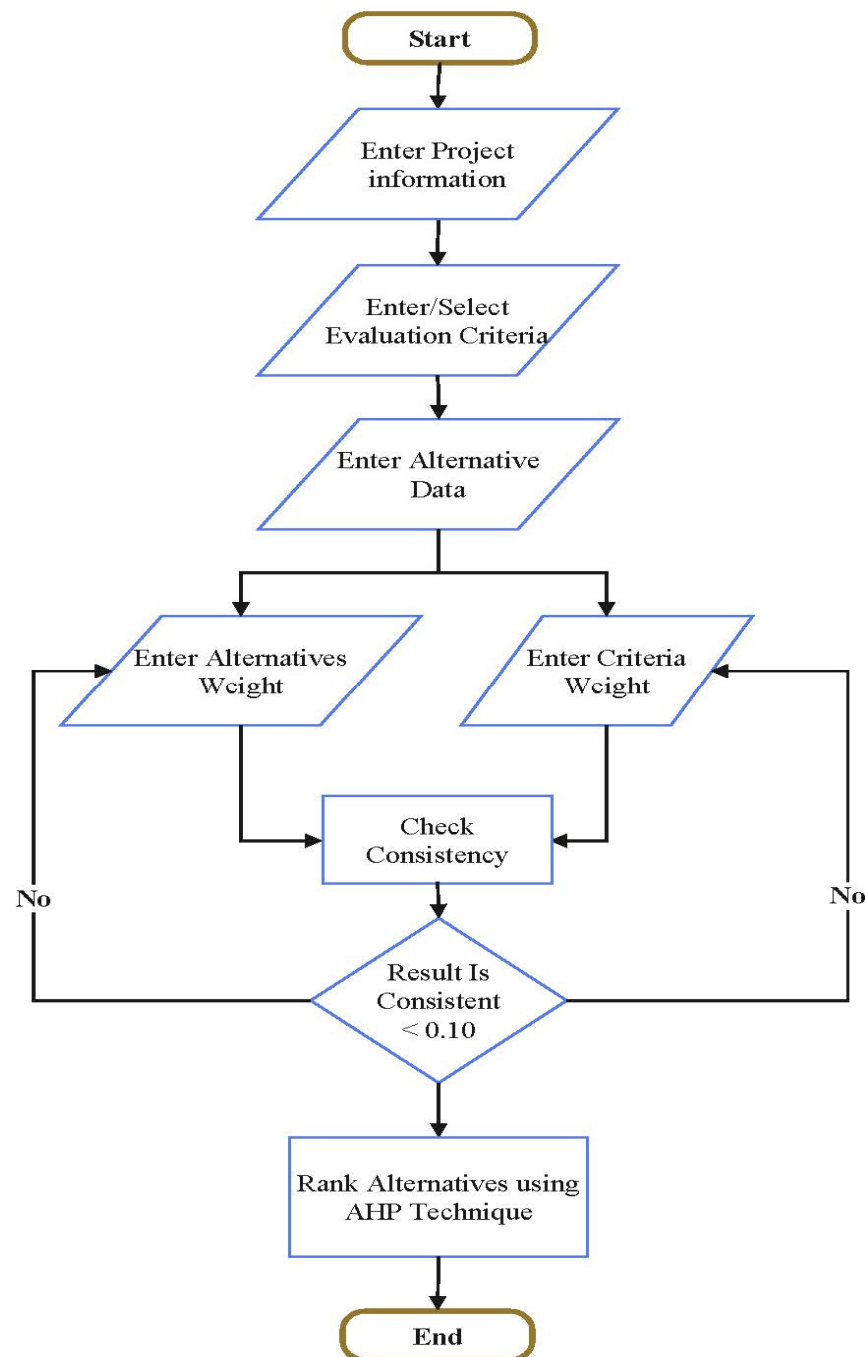 Start
Enter Project
information
Enter/Select
Evaluation Criteria
Enter Alternative
Data
Enter Alternatives
Weight
Enter Criteria
Weight
Check
Consistency
No
No
Result Is
Consistent
< 0.10
Rank Alternatives using
AHP Technique
End